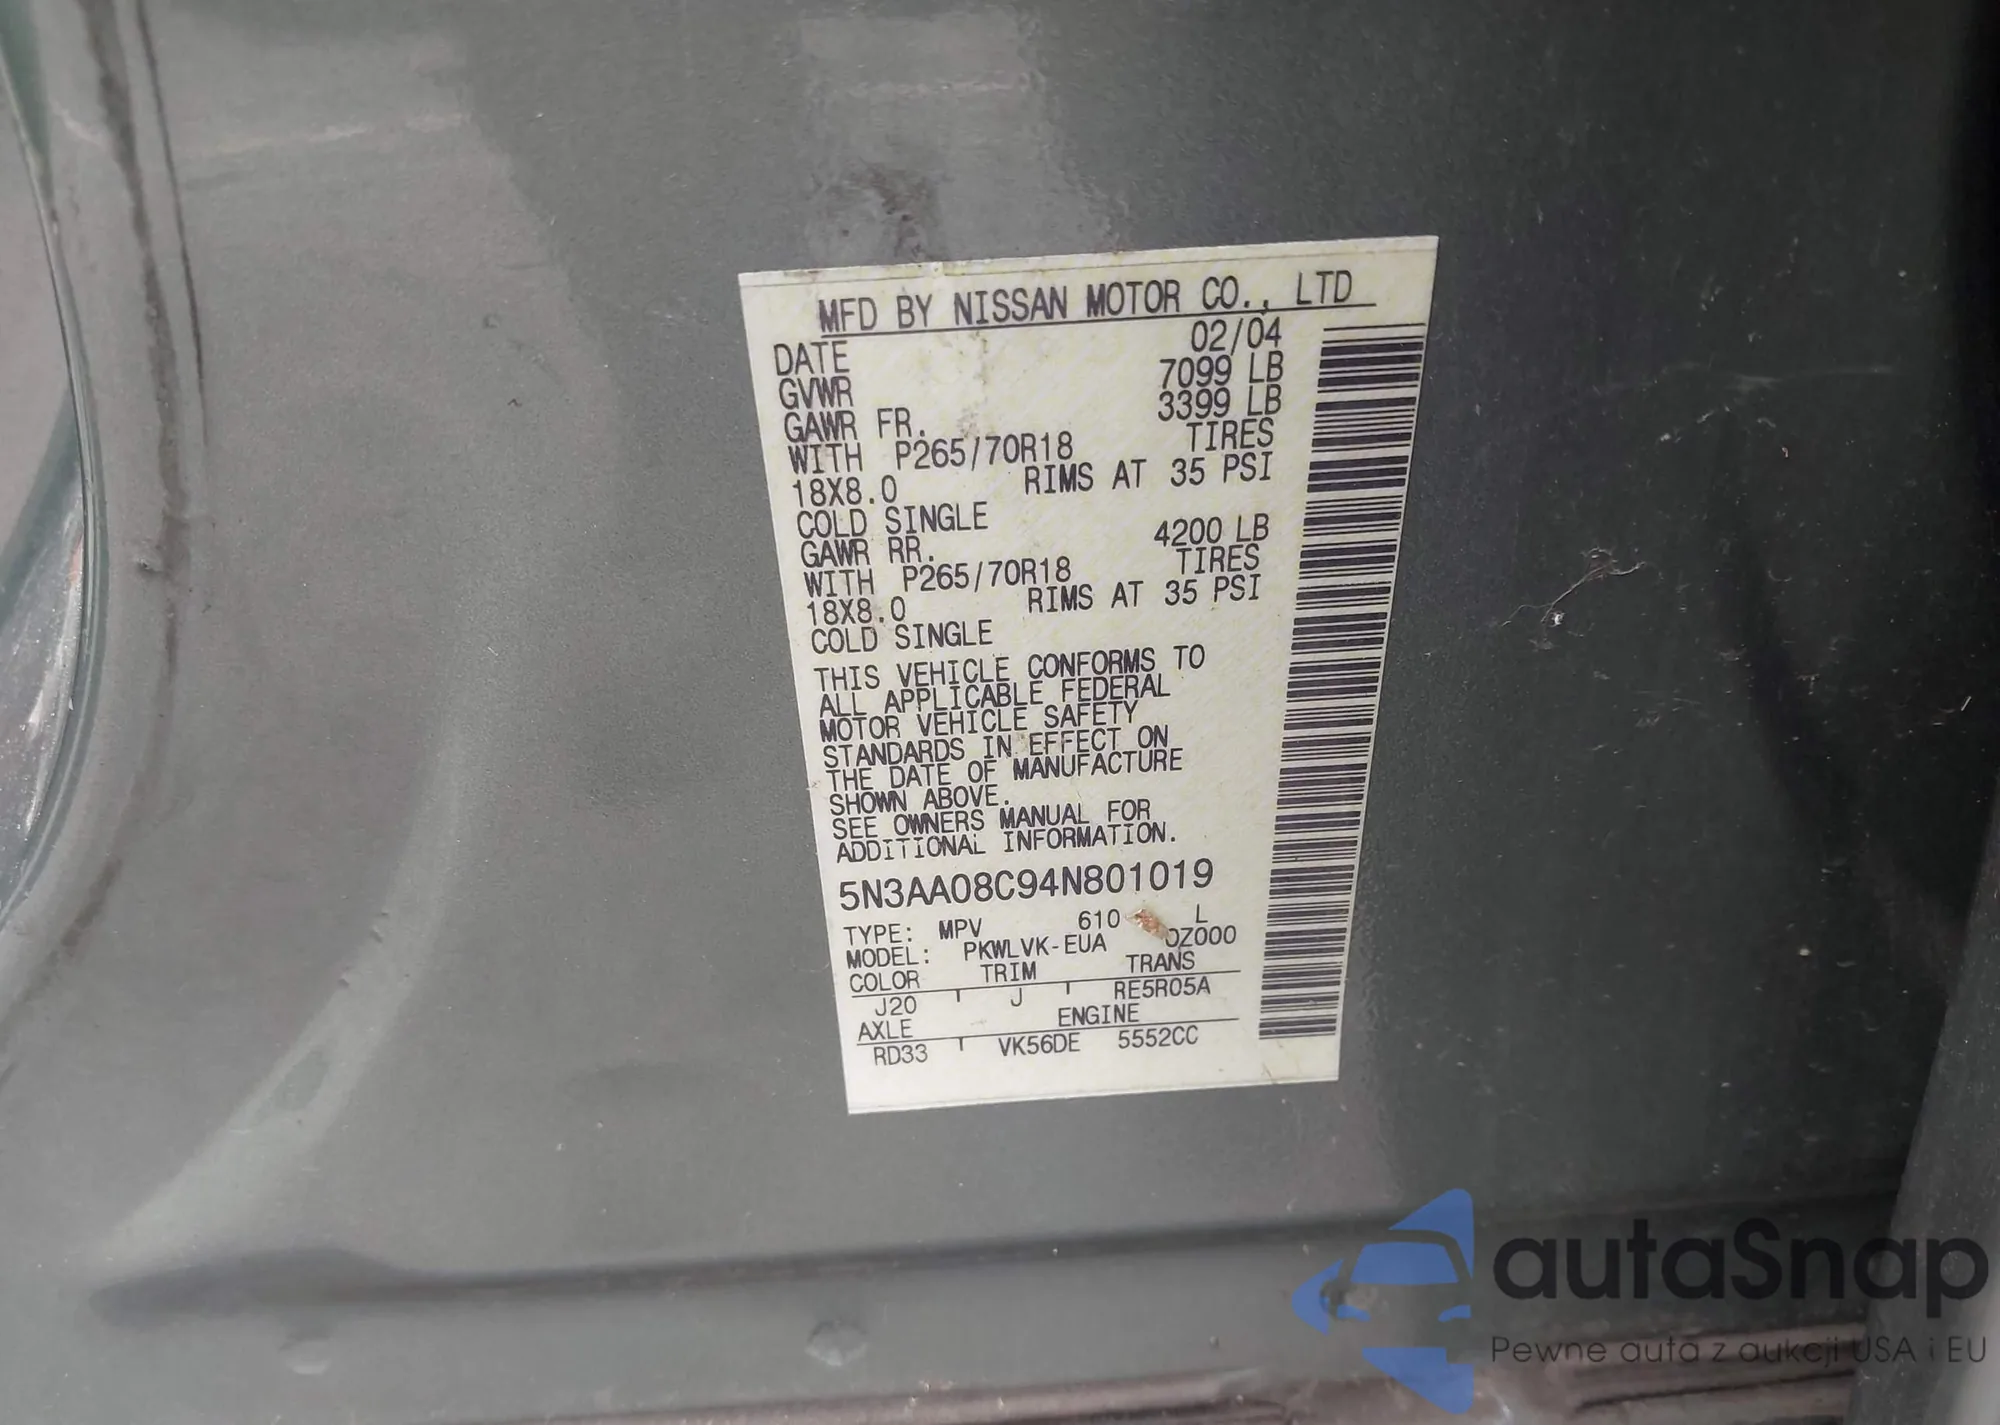 MFD BY NISSAN MOTOR CO., LTD
DATE 02/04
GVWR 7099 LB
GAWR FR. 3399 LB
WITH P265/70R18 TIRES
18X8.0 RIMS AT 35 PSI
COLD SINGLE
GAWR RR. 4200 LB
WITH P265/70R18 TIRES
18X8.0 RIMS AT 35 PSI
COLD SINGLE
THIS VEHICLE CONFORMS TO
ALL APPLICABLE FEDERAL
MOTOR VEHICLE SAFETY
STANDARDS IN EFFECT ON
THE DATE OF MANUFACTURE
SHOWN ABOVE.
SEE OWNERS MANUAL FOR
ADDITIONAL INFORMATION.
5N3AA08C94N801019
TYPE: MPV 610 L
MODEL: PKWLVK-EUA 0Z000
COLOR TRIM TRANS
J20 J RE5R05A
AXLE ENGINE
RD33 VK56DE 5552CC
autaSnap
Pewne auta z aukcji USA i EU